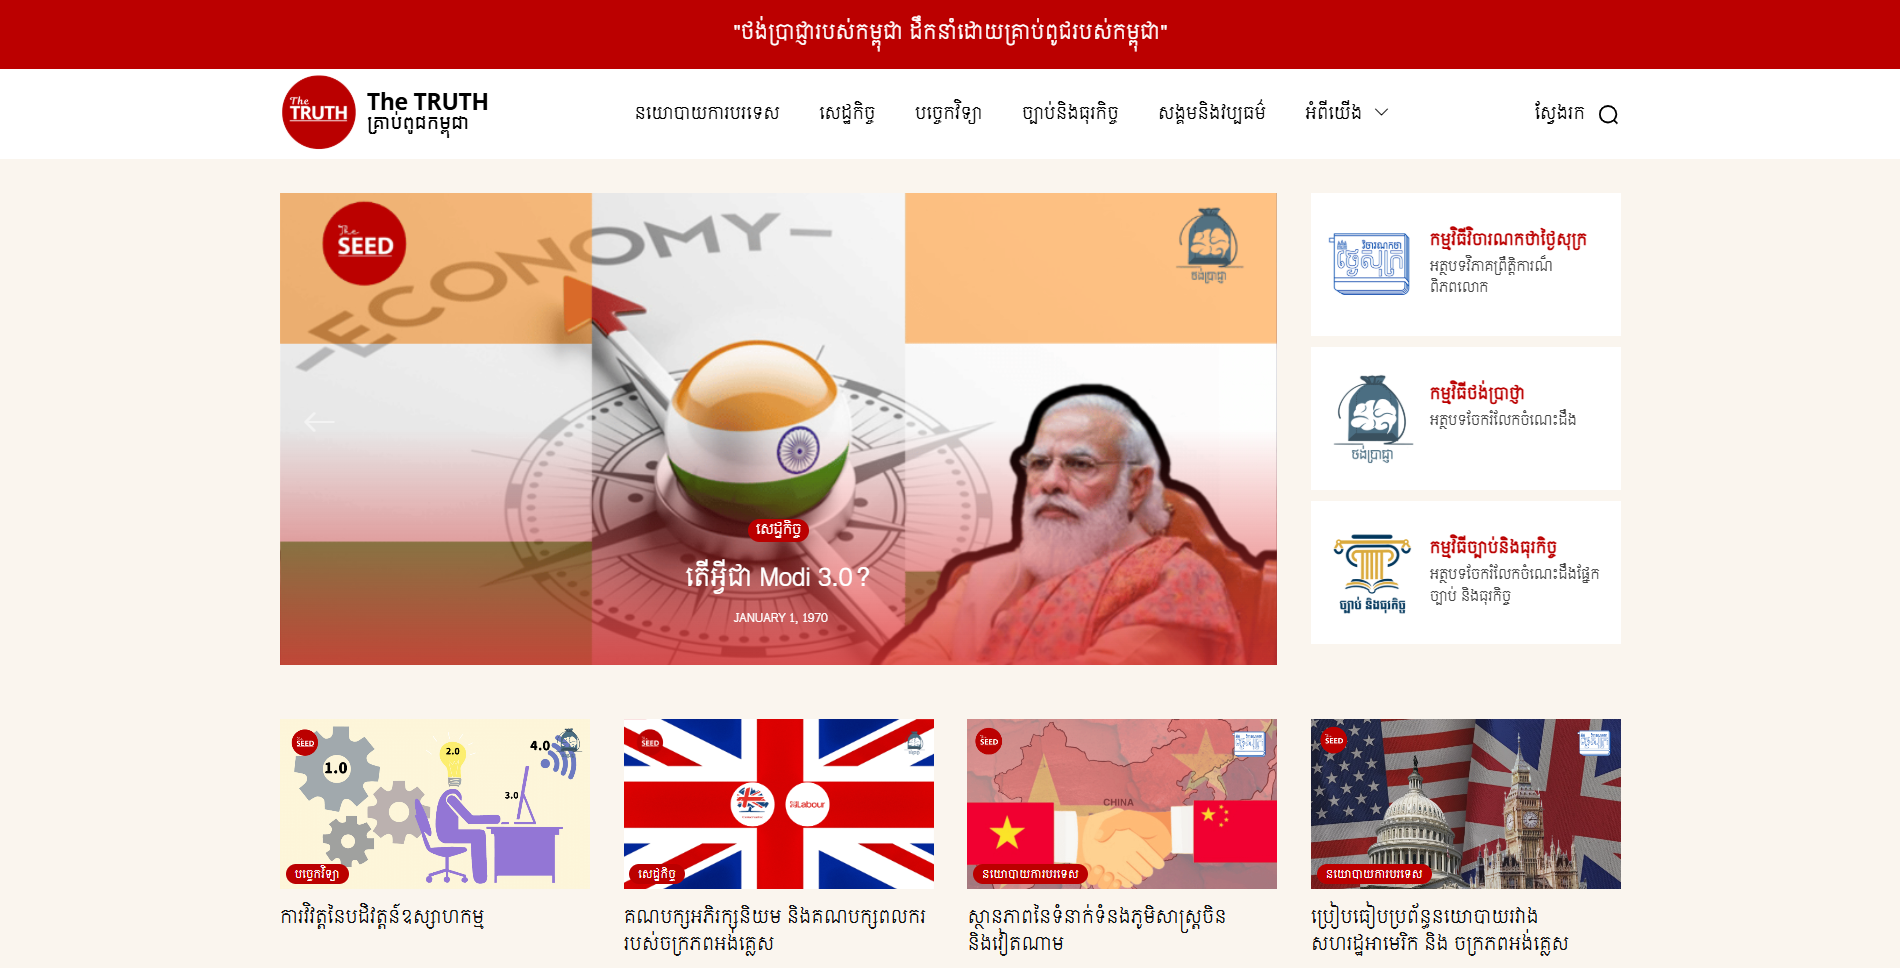 "ថង់ប្រាជ្ញារបស់កម្ពុជា ដឹកនាំដោយគ្រាប់ពូជរបស់កម្ពុជា"
The TRUTH
The TRUTH
គ្រាប់ពូជកម្ពុជា
នយោបាយការបរទេស
សេដ្ឋកិច្ច
បច្ចេកវិទ្យា
ច្បាប់និងធុរកិច្ច
សង្គមនិងវប្បធម៌
អំពីយើង
ស្វែងរក
The SEED
ECONOMY
ថង់ប្រាជ្ញា
សេដ្ឋកិច្ច
តើអ្វីជា Modi 3.0?
JANUARY 1, 1970
វិចារណកថា
ថ្ងៃសុក្រ
កម្មវិធីវិចារណកថាថ្ងៃសុក្រ
អត្ថបទវិភាគព្រឹត្តិការណ៏
ពិភពលោក
ថង់ប្រាជ្ញា
កម្មវិធីថង់ប្រាជ្ញា
អត្ថបទចែករំលែកចំណេះដឹង
ច្បាប់ និងធុរកិច្ច
កម្មវិធីច្បាប់និងធុរកិច្ច
អត្ថបទចែករំលែកចំណេះដឹងផ្នែក
ច្បាប់ និងធុរកិច្ច
SEED
1.0
2.0
3.0
4.0
បច្ចេកវិទ្យា
ការវិវត្តនៃបដិវត្តន៍ឧស្សាហកម្ម
SEED
Labour
សេដ្ឋកិច្ច
គណបក្សអភិរក្សនិយម និងគណបក្សពលករ
របស់ចក្រភពអង់គ្លេស
SEED
CHINA
នយោបាយការបរទេស
ស្ថានភាពនៃទំនាក់ទំនងភូមិសាស្ត្រចិន
និងវៀតណាម
SEED
នយោបាយការបរទេស
ប្រៀបធៀបប្រព័ន្ធនយោបាយរវាង
សហរដ្ឋអាមេរិក និង ចក្រភពអង់គ្លេស